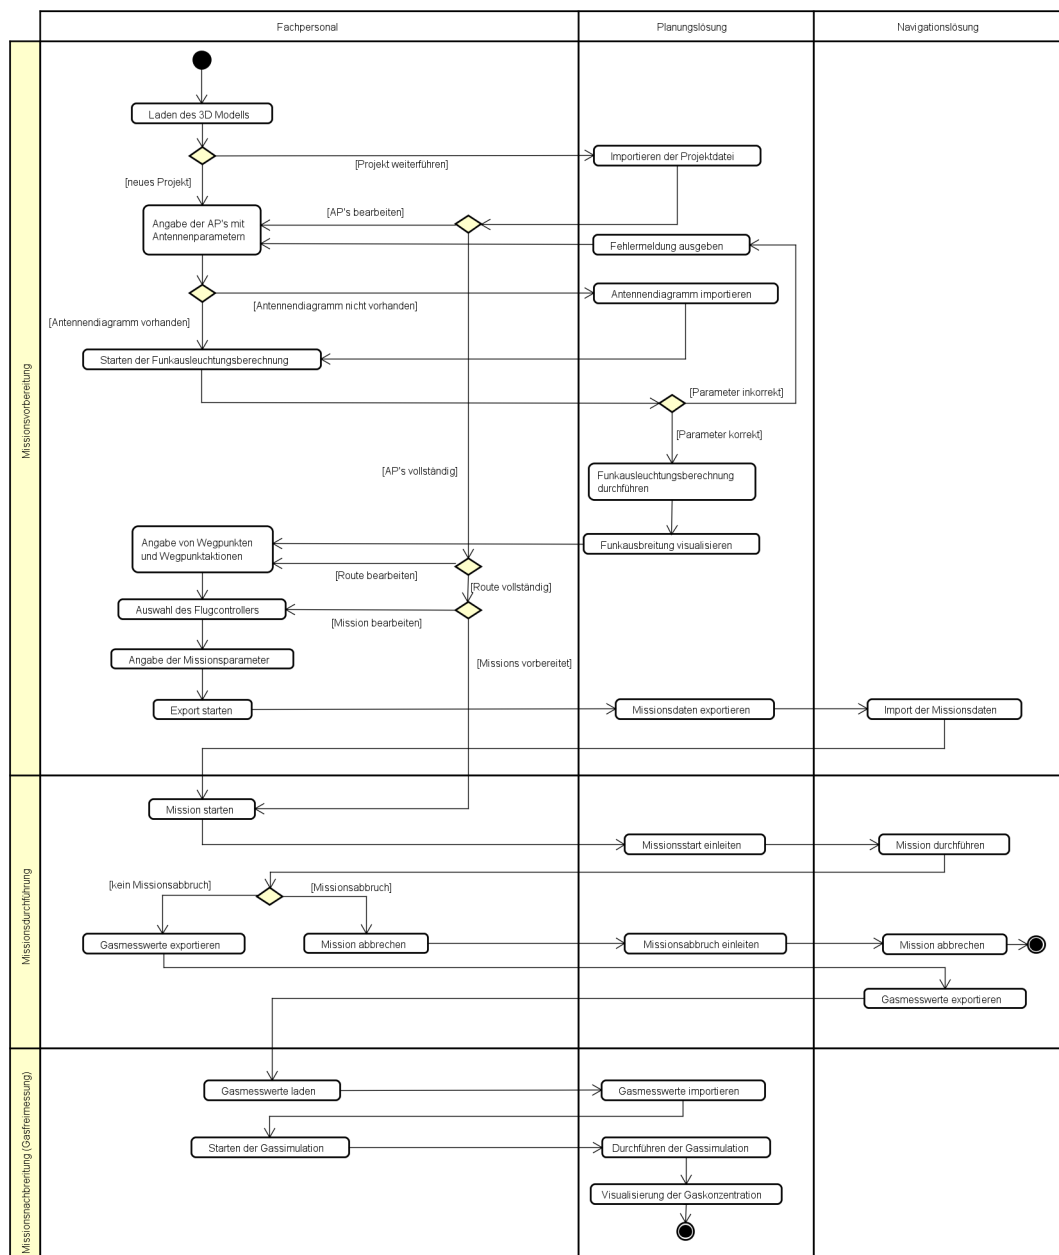 Fachpersonal
Planungslösung
Navigationslösung
Missionsvorbereitung
Laden des 3D Modells
[Projekt weiterführen]
Importieren der Projektdatei
[neues Projekt]
[AP's bearbeiten]
Angabe der AP's mit
Antennenparametern
Fehlermeldung ausgeben
[Antennendiagramm nicht vorhanden]
Antennendiagramm importieren
[Antennendiagramm vorhanden]
Starten der Funkausleuchtungsberechnung
[Parameter inkorrekt]
[Parameter korrekt]
[AP's vollständig]
Funkausleuchtungsberechnung
durchführen
Angabe von Wegpunkten
und Wegpunktaktionen
Funkausbreitung visualisieren
[Route bearbeiten]
[Route vollständig]
Auswahl des Flugcontrollers
[Mission bearbeiten]
Angabe der Missionsparameter
[Missions vorbereitet]
Export starten
Missionsdaten exportieren
Import der Missionsdaten
Missionsdurchführung
Mission starten
Missionsstart einleiten
Mission durchführen
[kein Missionsabbruch]
[Missionsabbruch]
Gasmesswerte exportieren
Mission abbrechen
Missionsabbruch einleiten
Mission abbrechen
Gasmesswerte exportieren
Missionsnachbreritung (Gasfreimessung)
Gasmesswerte laden
Gasmesswerte importieren
Starten der Gassimulation
Durchführen der Gassimulation
Visualisierung der Gaskonzentration